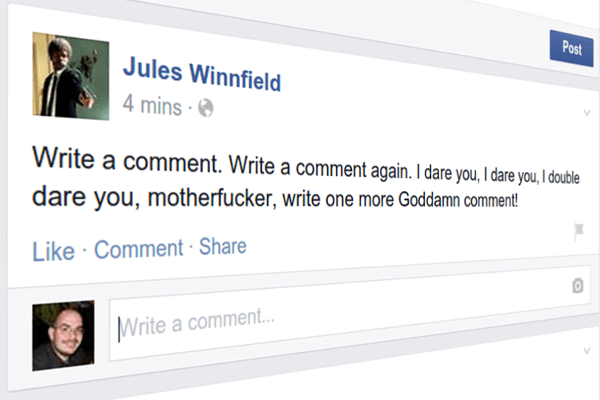 Post
Jules Winnfield
4 mins ·
Write a comment. Write a comment again. I dare you, I dare you, I double
dare you, motherfucker, write one more Goddamn comment!
Like · Comment · Share
Write a comment...